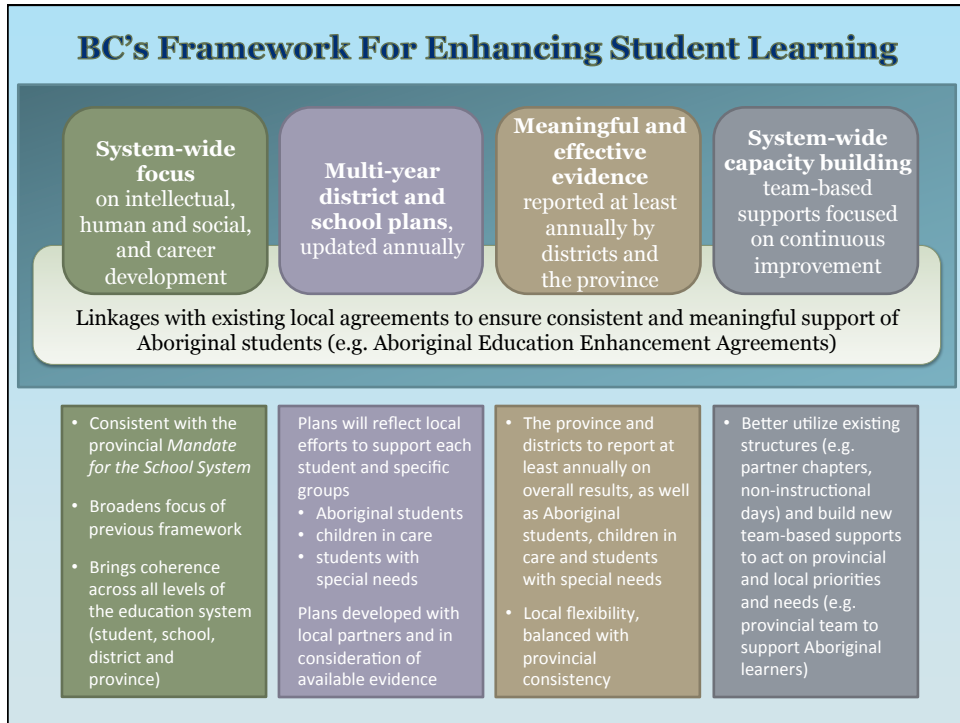 BC's Framework For Enhancing Student Learning
System-wide
focus
on intellectual,
human and social,
and career
development
Multi-year
district and
school plans,
updated annually
Meaningful and
effective
evidence
reported at least
annually by
districts and
the province
System-wide
capacity building
team-based
supports focused
on continuous
improvement
Linkages with existing local agreements to ensure consistent and meaningful support of
Aboriginal students (e.g. Aboriginal Education Enhancement Agreements)
• Consistent with the
provincial Mandate
for the School System
• Broadens focus of
previous framework
• Brings coherence
across all levels of
the education system
(student, school,
district and
province)
Plans will reflect local
efforts to support each
student and specific
groups
• Aboriginal students
• children in care
• students with
special needs
Plans developed with
local partners and in
consideration of
available evidence
• The province and
districts to report at
least annually on
overall results, as well
as Aboriginal
students, children in
care and students
with special needs
• Local flexibility,
balanced with
provincial
consistency
• Better utilize existing
structures (e.g.
partner chapters,
non-instructional
days) and build new
team-based supports
to act on provincial
and local priorities
and needs (e.g.
provincial team to
support Aboriginal
learners)